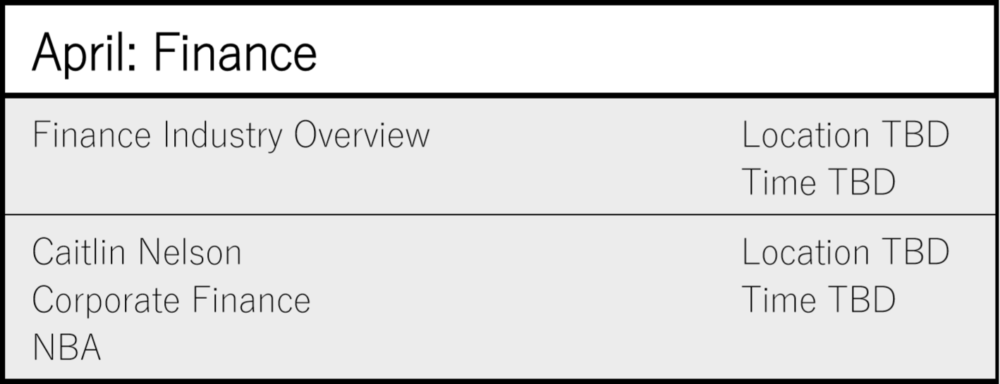 April: Finance
Finance Industry Overview
Location TBD
Time TBD
Caitlin Nelson
Corporate Finance
NBA
Location TBD
Time TBD